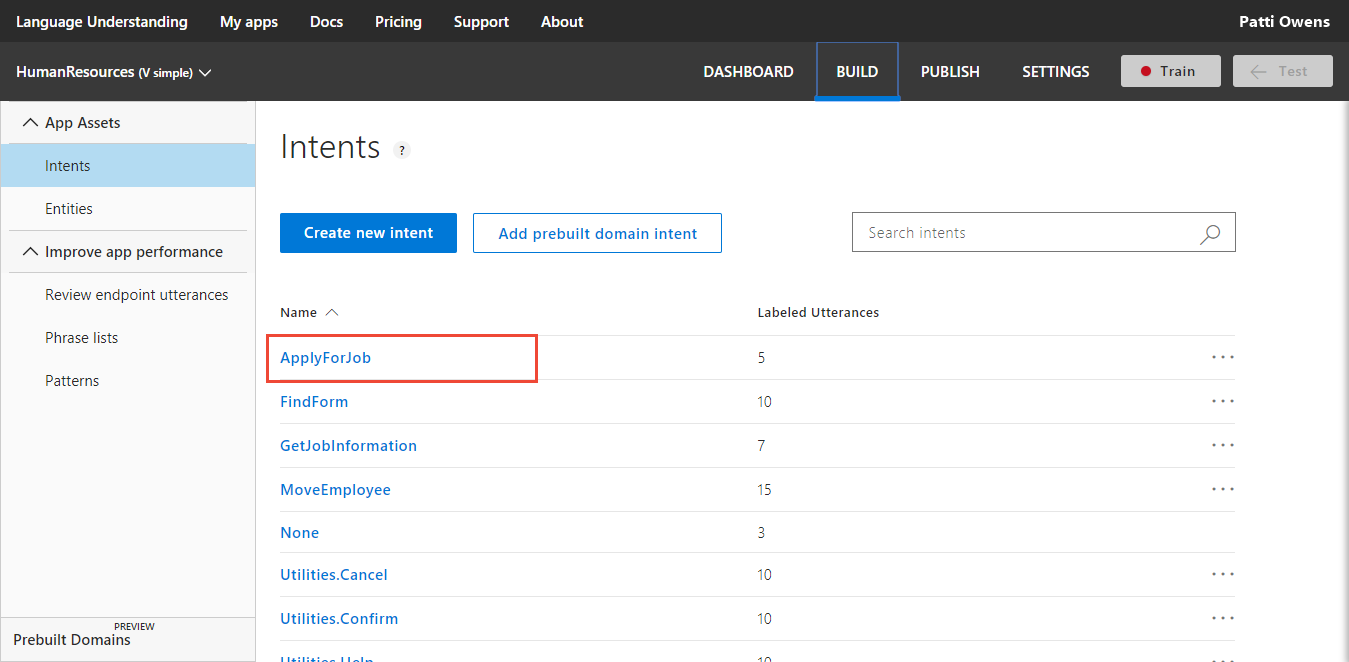 Language Understanding My apps Docs Pricing Support About Patti Owens
HumanResources (V simple) DASHBOARD BUILD PUBLISH SETTINGS Train Test
App Assets
Intents
Entities
Improve app performance
Review endpoint utterances
Phrase lists
Patterns
PREVIEW
Prebuilt Domains
Intents ?
Create new intent Add prebuilt domain intent Search intents
Name Labeled Utterances
ApplyForJob 5 ...
FindForm 10 ...
GetJobInformation 7 ...
MoveEmployee 15 ...
None 3
Utilities.Cancel 10 ...
Utilities.Confirm 10 ...
Utilities.Help 10 ...